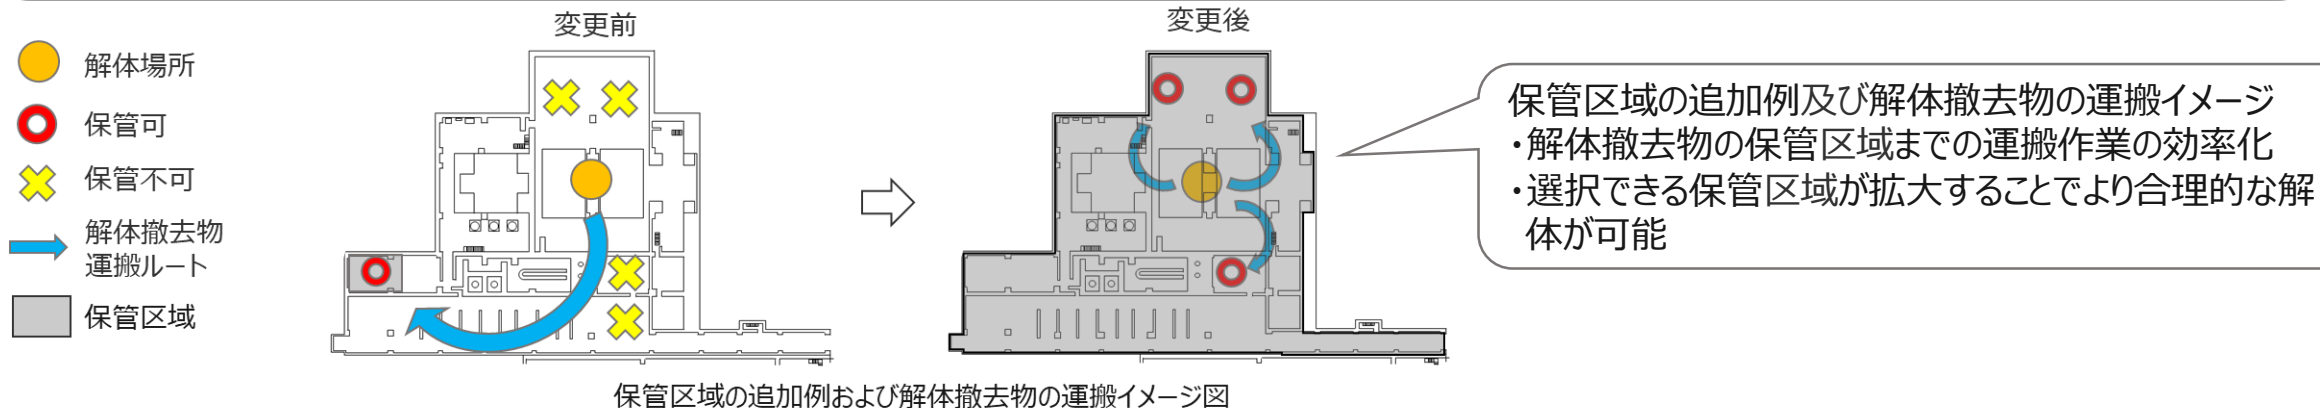 変更前
変更後
解体場所
保管可
保管不可
解体撤去物
運搬ルート
保管区域
保管区域の追加例及び解体撤去物の運搬イメージ
・解体撤去物の保管区域までの運搬作業の効率化
・選択できる保管区域が拡大することでより合理的な解
体が可能
保管区域の追加例および解体撤去物の運搬イメージ図